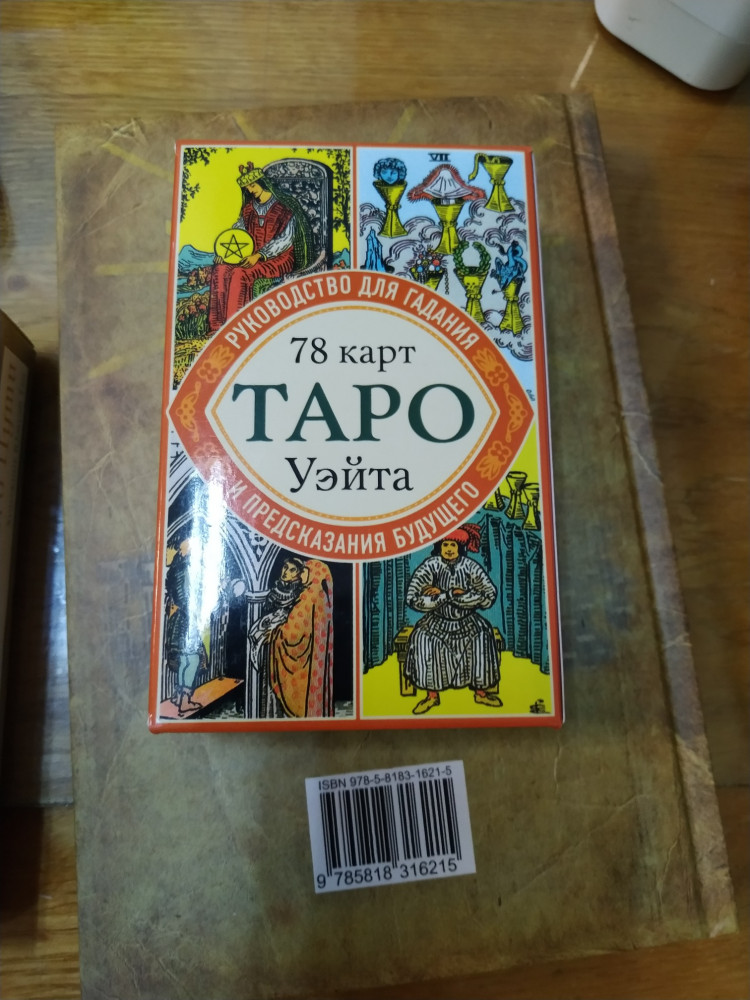 VII
РУКОВОДСТВО ДЛЯ ГАДАНИЯ
78 карт
ТАРО
Уэйта
И ПРЕДСКАЗАНИЯ БУДУЩЕГО
ISBN 978-5-8183-1621-5
9 785818 316215